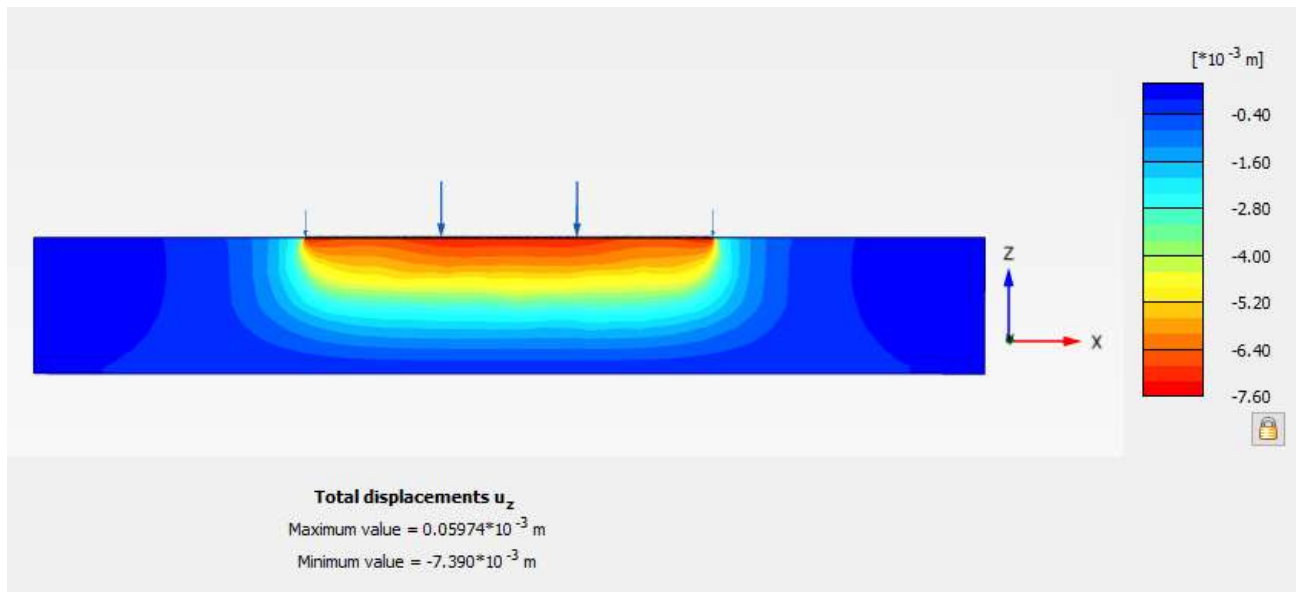 [*10 -3 m]
-0.40
-1.60
-2.80
-4.00
-5.20
-6.40
-7.60
Z
X
Total displacements uz
Maximum value = 0.05974*10 -3 m
Minimum value = -7.390*10 -3 m